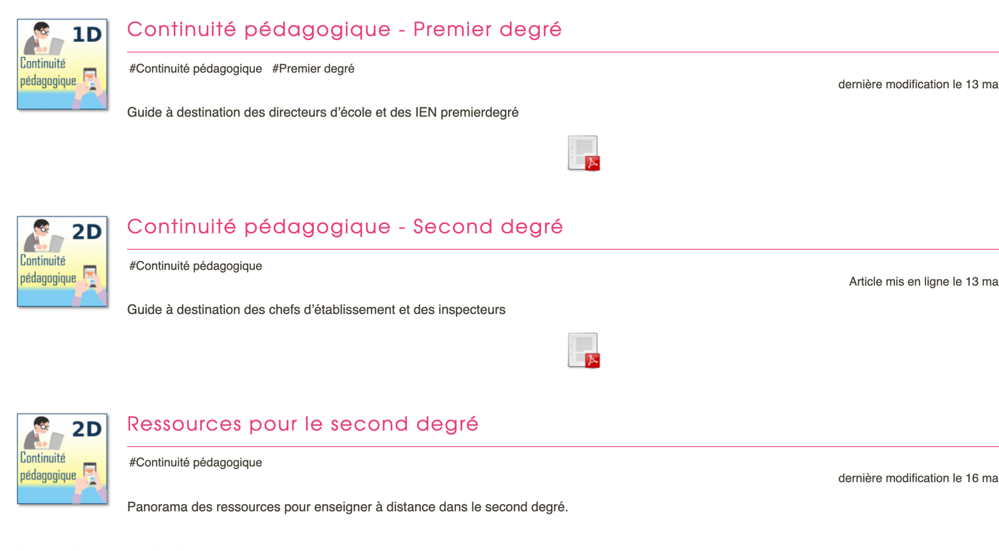 1D
Continuité
pédagogique
Continuité pédagogique - Premier degré
#Continuité pédagogique #Premier degré
dernière modification le 13 ma
Guide à destination des directeurs d’école et des IEN premierdegré
2D
Continuité
pédagogique
Continuité pédagogique - Second degré
#Continuité pédagogique
Article mis en ligne le 13 ma
Guide à destination des chefs d’établissement et des inspecteurs
2D
Continuité
pédagogique
Ressources pour le second degré
#Continuité pédagogique
dernière modification le 16 ma
Panorama des ressources pour enseigner à distance dans le second degré.